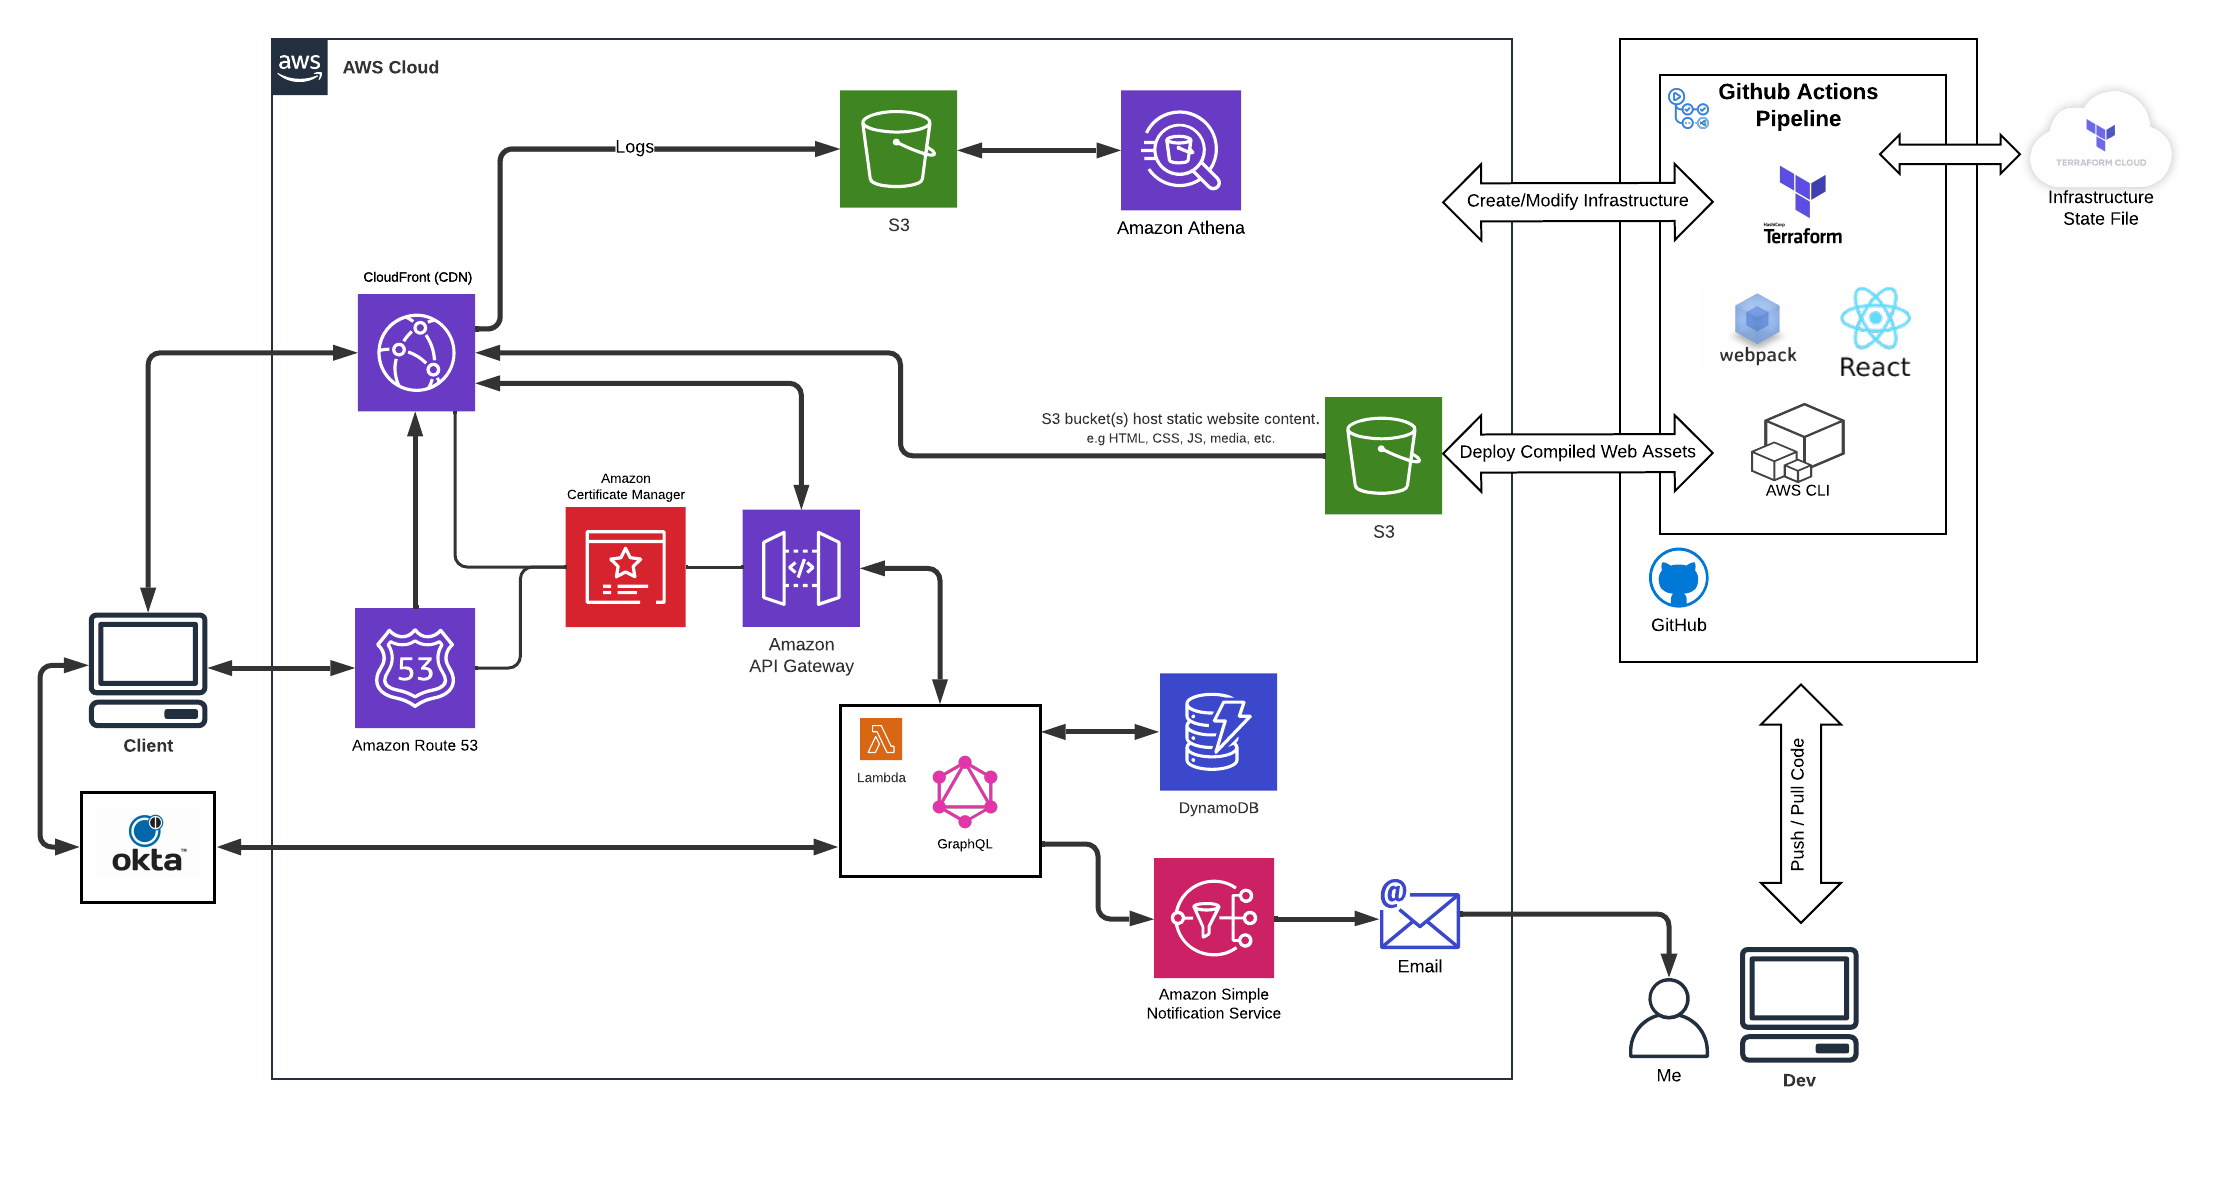 aws
AWS Cloud
Logs
S3
Amazon Athena
CloudFront (CDN)
S3 bucket(s) host static website content.
e.g HTML, CSS, JS, media, etc.
S3
Amazon
Certificate Manager
Amazon
API Gateway
53
Amazon Route 53
Client
okta™
Lambda
GraphQL
DynamoDB
Amazon Simple
Notification Service
@
Email
Me
Dev
Create/Modify Infrastructure
Deploy Compiled Web Assets
Github Actions
Pipeline
HashiCorp
Terraform
webpack
React
AWS CLI
GitHub
TERRAFORM CLOUD
Infrastructure
State File
Push / Pull Code